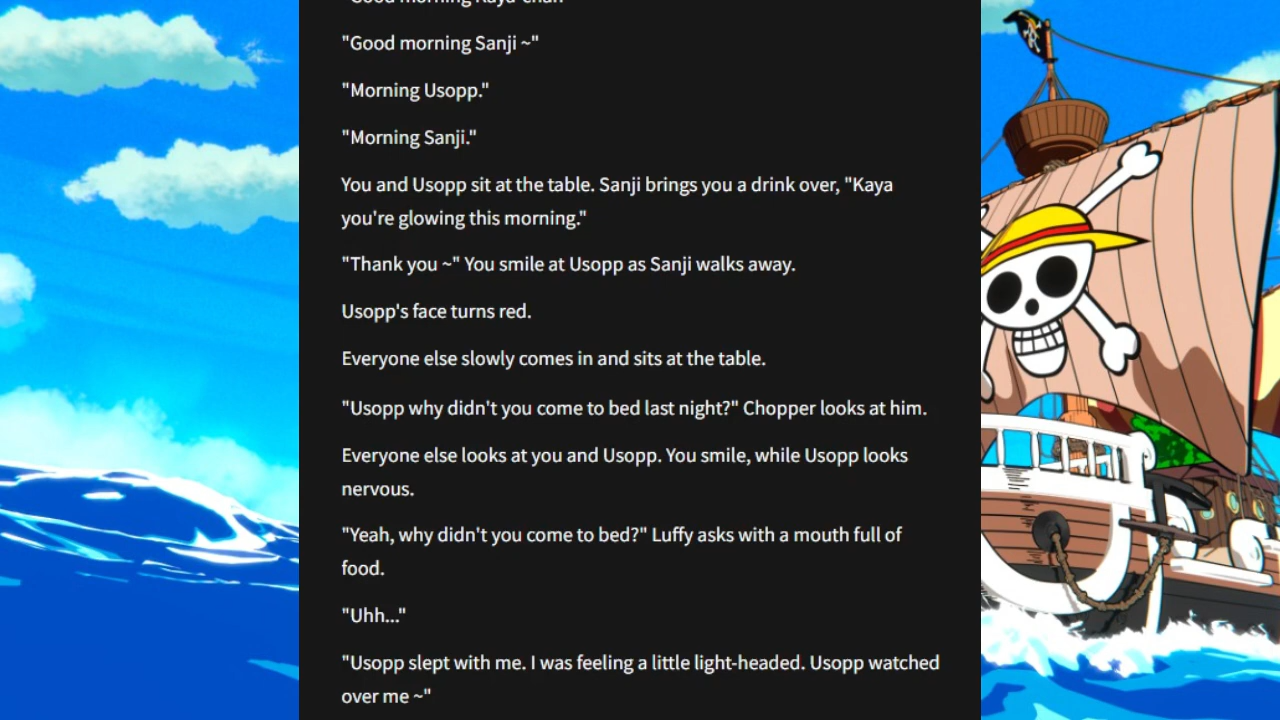 "Good morning Sanji ~"
"Morning Usopp."
"Morning Sanji."
You and Usopp sit at the table. Sanji brings you a drink over, "Kaya
you're glowing this morning."
"Thank you ~" You smile at Usopp as Sanji walks away.
Usopp's face turns red.
Everyone else slowly comes in and sits at the table.
"Usopp why didn't you come to bed last night?" Chopper looks at him.
Everyone else looks at you and Usopp. You smile, while Usopp looks
nervous.
"Yeah, why didn't you come to bed?" Luffy asks with a mouth full of
food.
"Uhh..."
"Usopp slept with me. I was feeling a little light-headed. Usopp watched
over me ~"